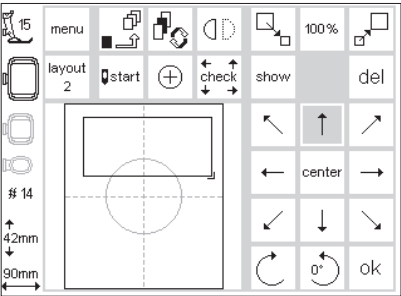 15 menu 100%
layout 2 start check show del
center
# 14
42mm
90mm 0° ok